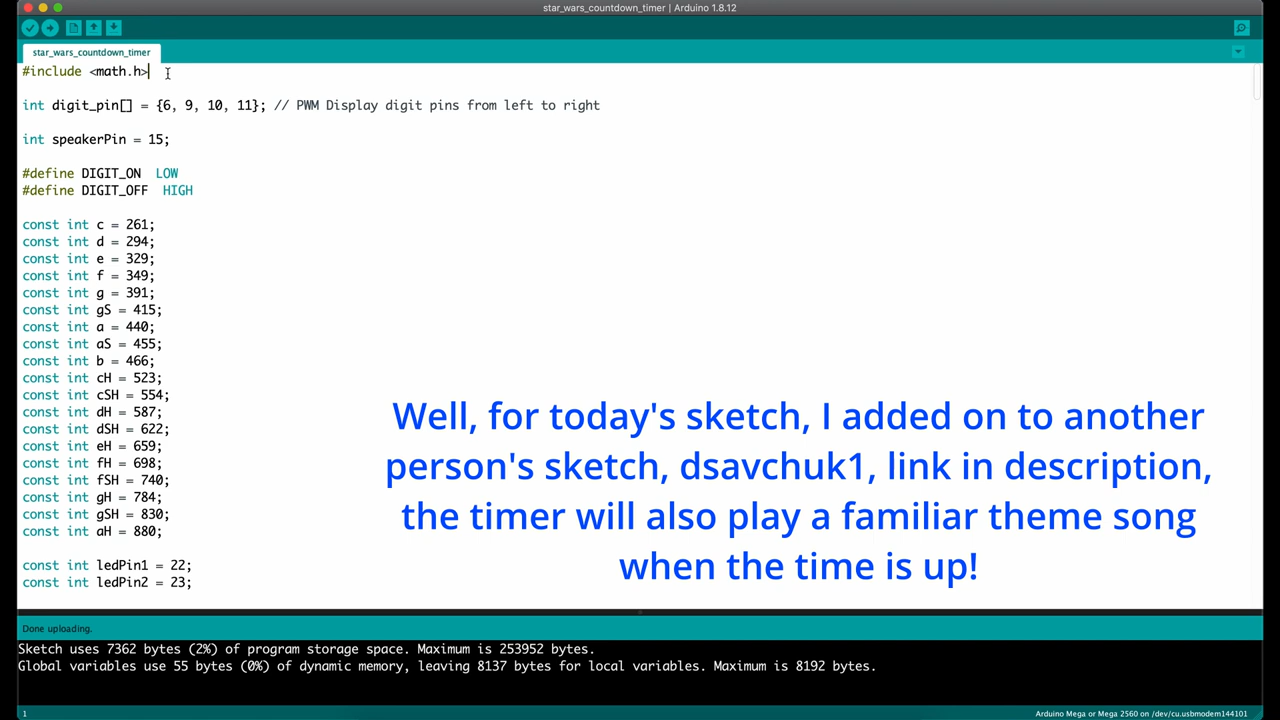 star_wars_countdown_timer | Arduino 1.8.12
star_wars_countdown_timer
#include <math.h>
int digit_pin[] = {6, 9, 10, 11}; // PWM Display digit pins from left to right
int speakerPin = 15;
#define DIGIT_ON  LOW
#define DIGIT_OFF  HIGH
const int c = 261;
const int d = 294;
const int e = 329;
const int f = 349;
const int g = 391;
const int gS = 415;
const int a = 440;
const int aS = 455;
const int b = 466;
const int cH = 523;
const int cSH = 554;
const int dH = 587;
const int dSH = 622;
const int eH = 659;
const int fH = 698;
const int fSH = 740;
const int gH = 784;
const int gSH = 830;
const int aH = 880;
const int ledPin1 = 22;
const int ledPin2 = 23;
Well, for today's sketch, I added on to another
person's sketch, dsavchuk1, link in description,
the timer will also play a familiar theme song
when the time is up!
Done uploading.
Sketch uses 7362 bytes (2%) of program storage space. Maximum is 253952 bytes.
Global variables use 55 bytes (0%) of dynamic memory, leaving 8137 bytes for local variables. Maximum is 8192 bytes.
1
Arduino Mega or Mega 2560 on /dev/cu.usbmodem144101